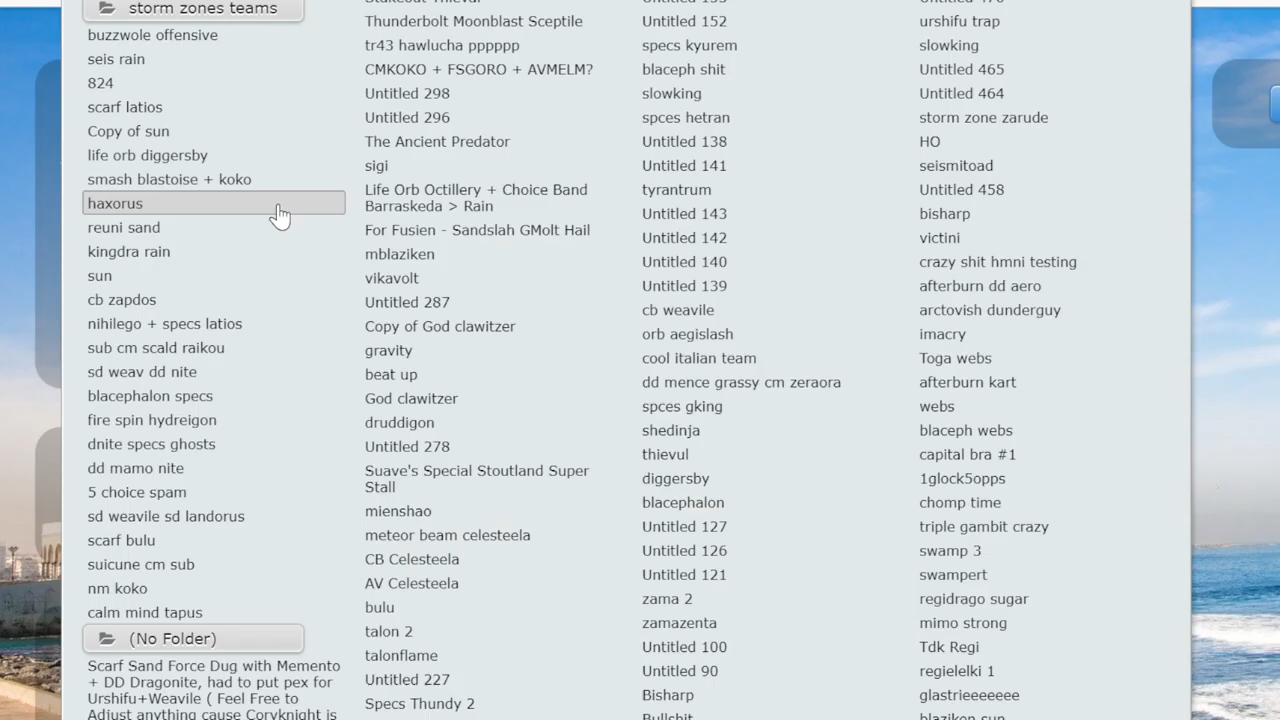 storm zones teams
buzzwole offensive
seis rain
824
scarf latios
Copy of sun
life orb diggersby
smash blastoise + koko
haxorus
reuni sand
kingdra rain
sun
cb zapdos
nihilego + specs latios
sub cm scald raikou
sd weav dd nite
blacephalon specs
fire spin hydreigon
dnite specs ghosts
dd mamo nite
5 choice spam
sd weavile sd landorus
scarf bulu
suicune cm sub
nm koko
calm mind tapus
(No Folder)
Scarf Sand Force Dug with Memento
+ DD Dragonite, had to put pex for
Urshifu+Weavile ( Feel Free to
Adjust anything cause Corviknight is
Thunderbolt Moonblast Sceptile
tr43 hawlucha pppppp
CMKOKO + FSGORO + AVMELM?
Untitled 298
Untitled 296
The Ancient Predator
sigi
Life Orb Octillery + Choice Band
Barraskeda > Rain
For Fusien - Sandslah GMolt Hail
mblaziken
vikavolt
Untitled 287
Copy of God clawitzer
gravity
beat up
God clawitzer
druddigon
Untitled 278
Suave's Special Stoutland Super
Stall
mienshao
meteor beam celesteela
CB Celesteela
AV Celesteela
bulu
talon 2
talonflame
Untitled 227
Specs Thundy 2
Untitled 152
specs kyurem
blaceph shit
slowking
spces hetran
Untitled 138
Untitled 141
tyrantrum
Untitled 143
Untitled 142
Untitled 140
Untitled 139
cb weavile
orb aegislash
cool italian team
dd mence grassy cm zeraora
spces gking
shedinja
thievul
diggersby
blacephalon
Untitled 127
Untitled 126
Untitled 121
zama 2
zamazenta
Untitled 100
Untitled 90
Bisharp
Bullshit
urshifu trap
slowking
Untitled 465
Untitled 464
storm zone zarude
HO
seismitoad
Untitled 458
bisharp
victini
crazy shit hmni testing
afterburn dd aero
arctovish dunderguy
imacry
Toga webs
afterburn kart
webs
blaceph webs
capital bra #1
1glock5opps
chomp time
triple gambit crazy
swamp 3
swampert
regidrago sugar
mimo strong
Tdk Regi
regielelki 1
glastrieeeeeee
blaziken sun